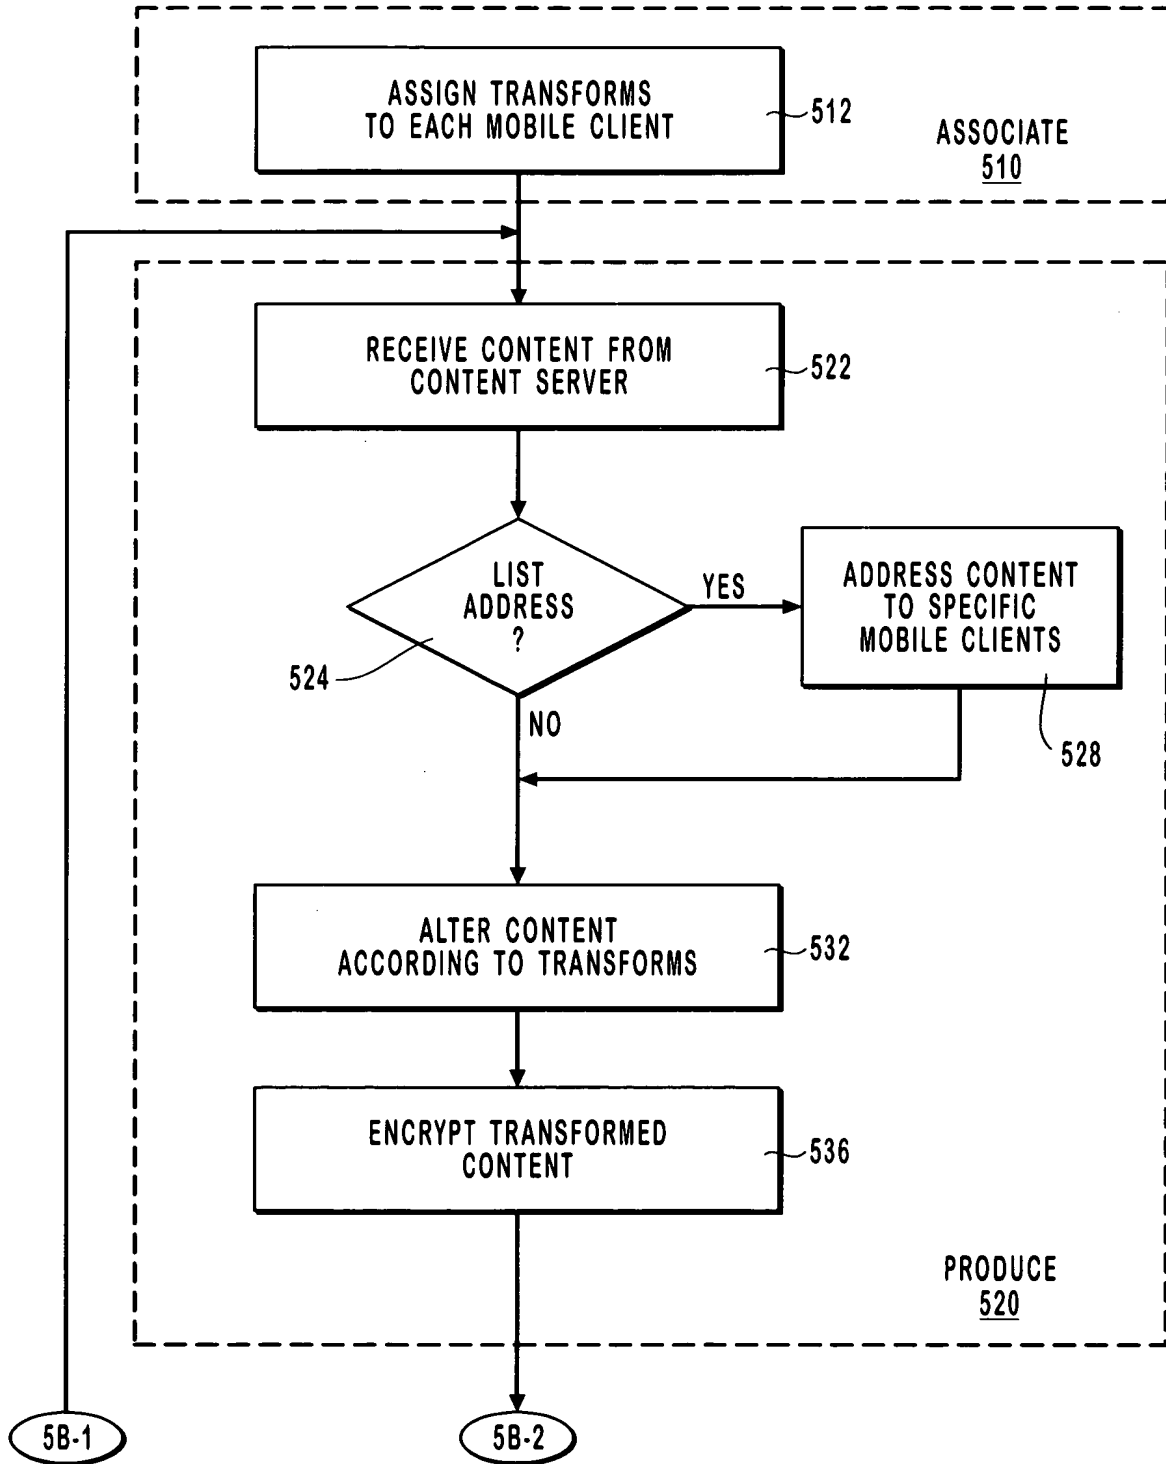 ASSIGN TRANSFORMS
TO EACH MOBILE CLIENT
512
ASSOCIATE
510
RECEIVE CONTENT FROM
CONTENT SERVER
522
LIST
ADDRESS
?
524
YES
NO
ADDRESS CONTENT
TO SPECIFIC
MOBILE CLIENTS
528
ALTER CONTENT
ACCORDING TO TRANSFORMS
532
ENCRYPT TRANSFORMED
CONTENT
536
PRODUCE
520
5B-1
5B-2